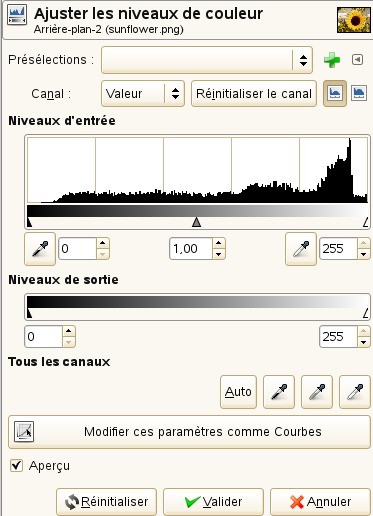 Ajuster les niveaux de couleur
Arrière-plan-2 (sunflower.png)
Présélections :
Canal : Valeur Réinitialiser le canal
Niveaux d'entrée
0 1,00 255
Niveaux de sortie
0 255
Tous les canaux
Auto
Modifier ces paramètres comme Courbes
Aperçu
Réinitialiser Valider Annuler